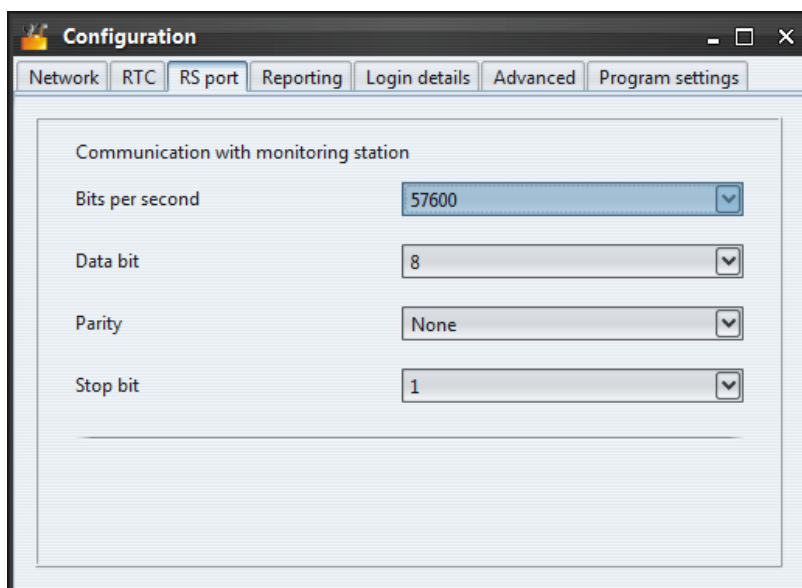 Configuration
Network RTC RS port Reporting Login details Advanced Program settings
Communication with monitoring station
Bits per second 57600
Data bit 8
Parity None
Stop bit 1